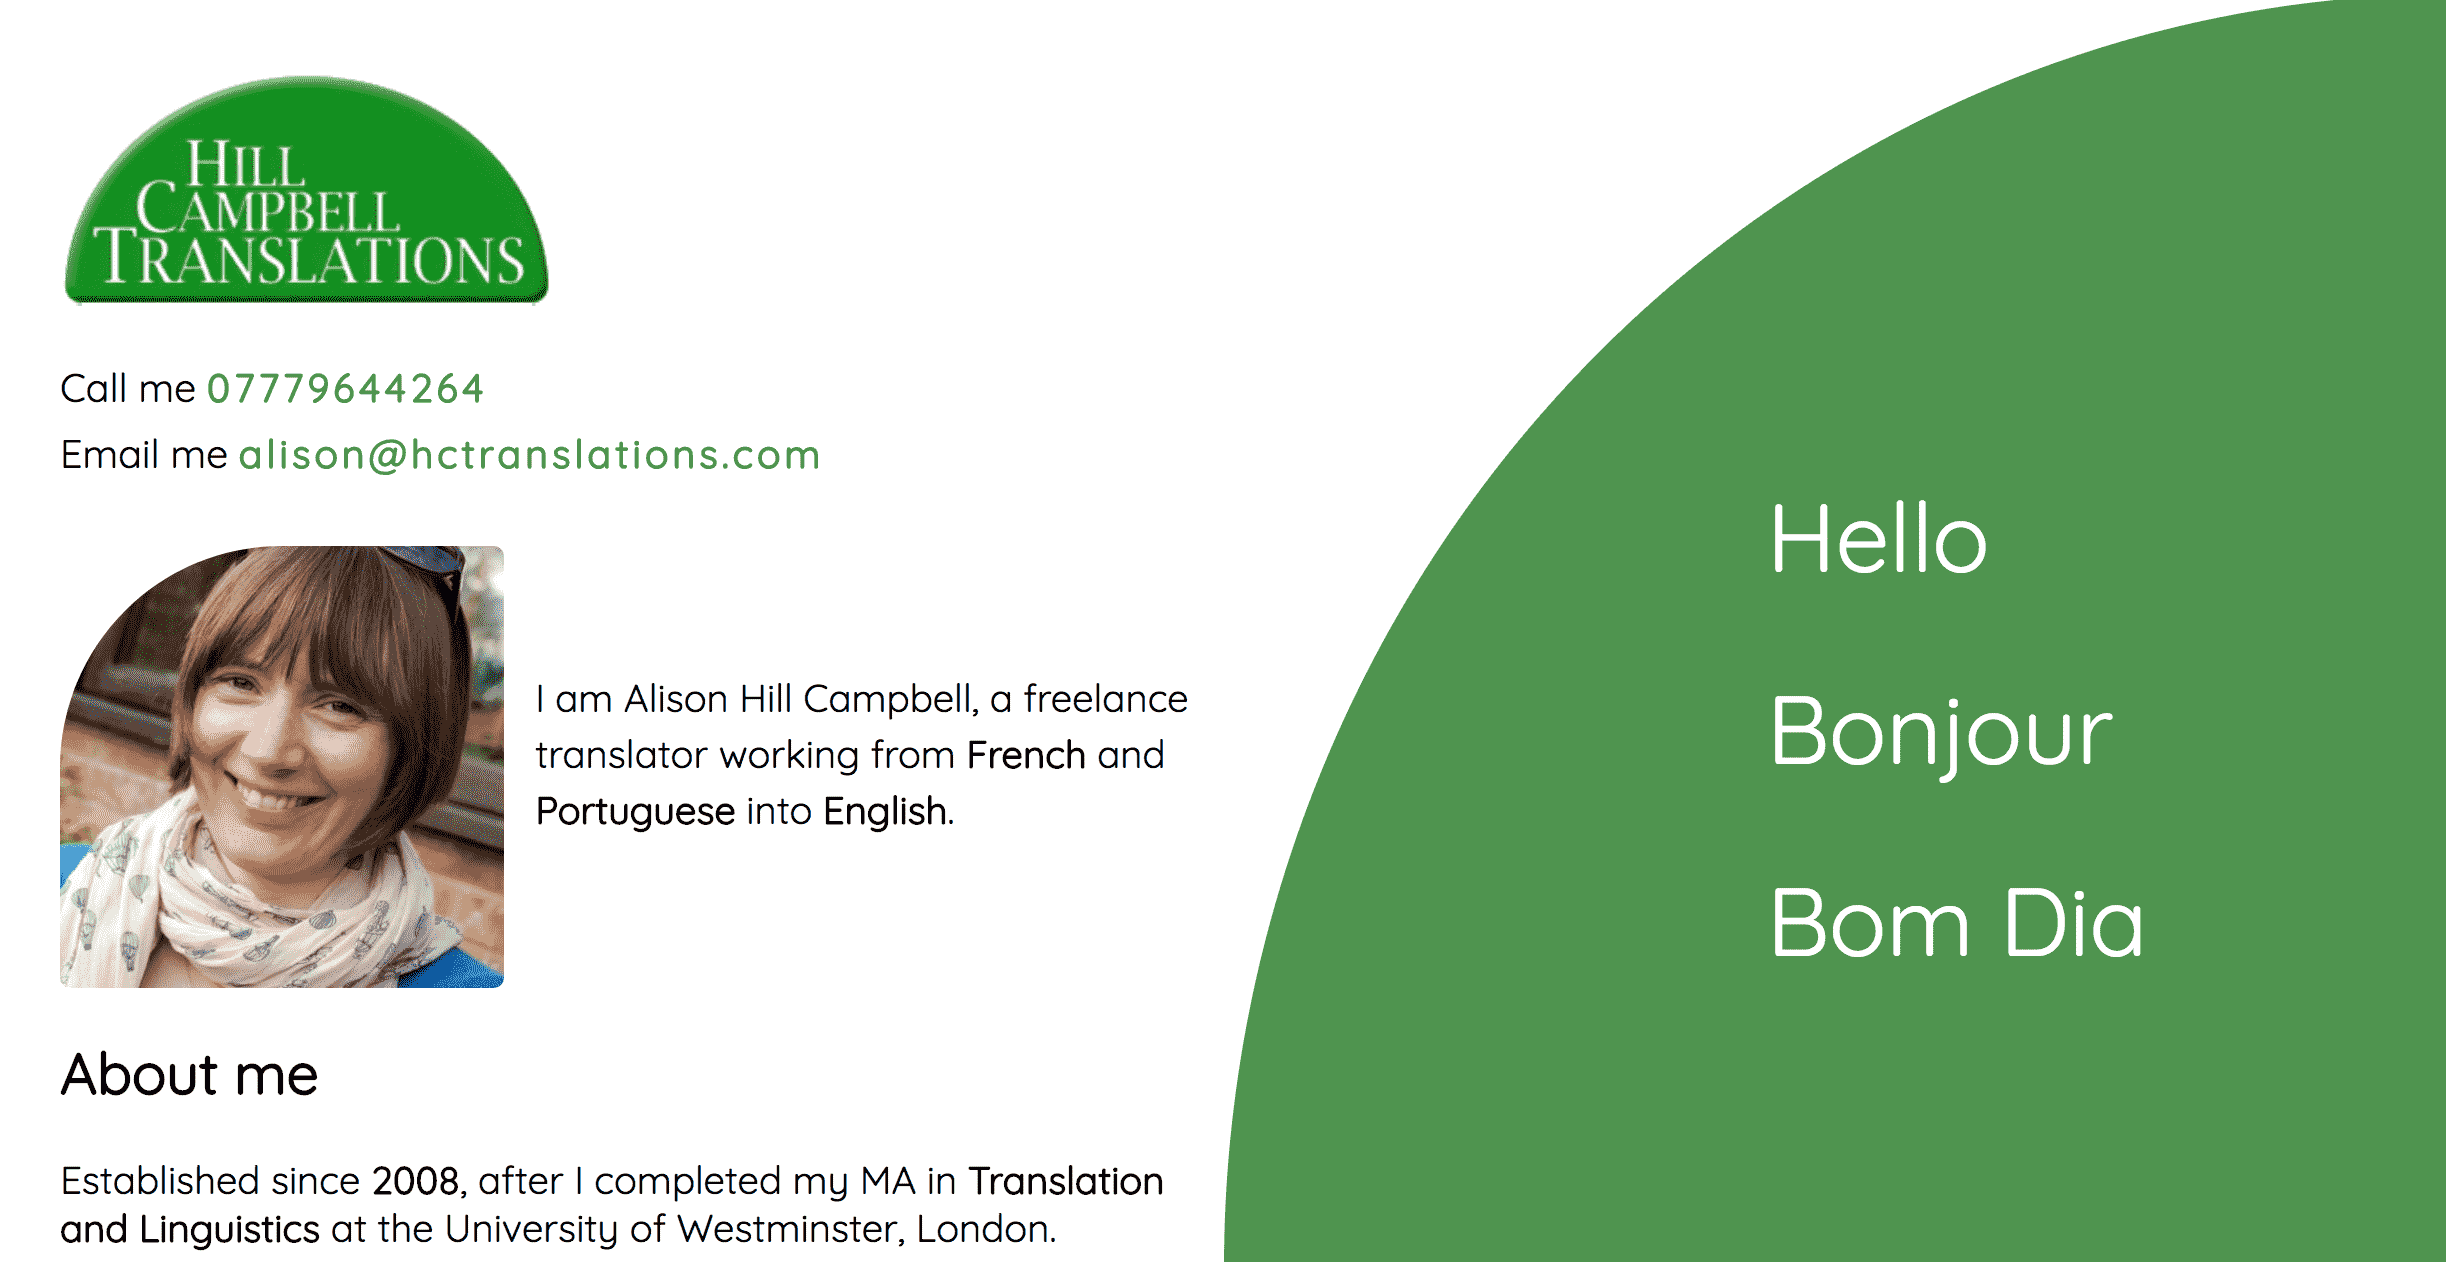 HILL
CAMPBELL
TRANSLATIONS
Call me 07779644264
Email me alison@hctranslations.com
I am Alison Hill Campbell, a freelance
translator working from French and
Portuguese into English.
About me
Established since 2008, after I completed my MA in Translation
and Linguistics at the University of Westminster, London.
Hello
Bonjour
Bom Dia